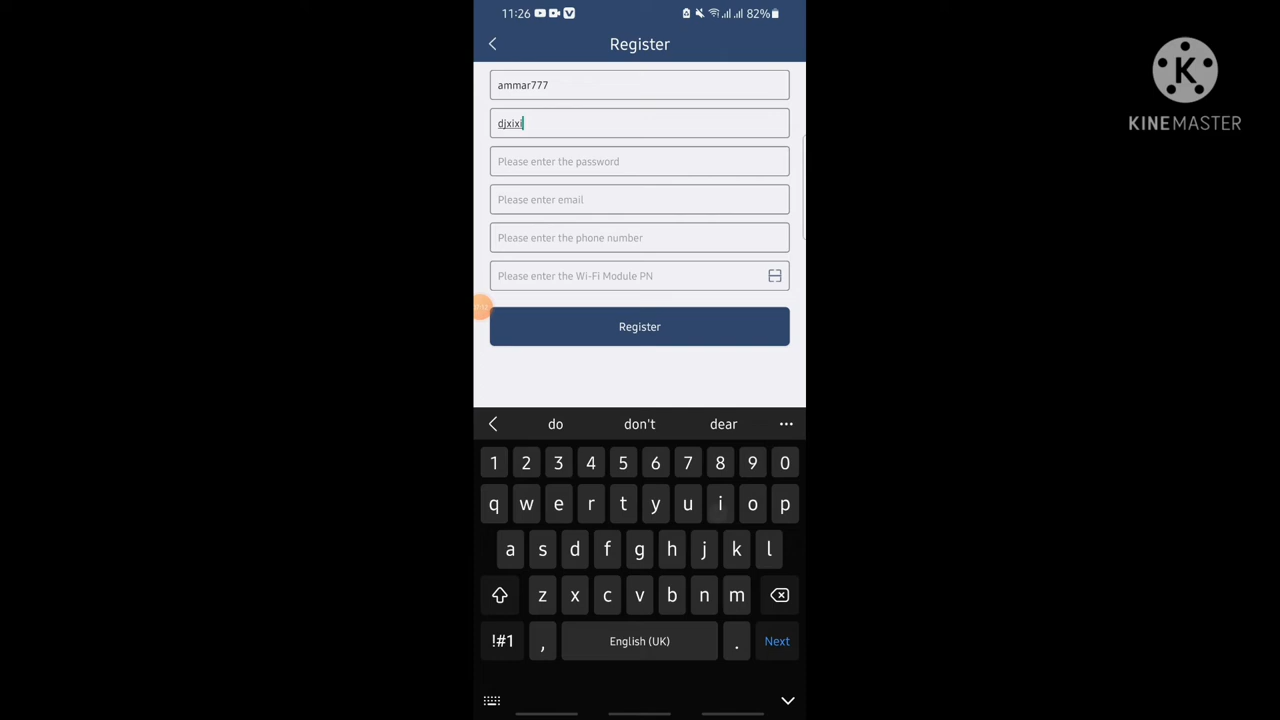 11:26 82%
Register
ammar777
djxixi
Please enter the password
Please enter email
Please enter the phone number
Please enter the Wi-Fi Module PN
Register
do don't dear
1 2 3 4 5 6 7 8 9 0
q w e r t y u i o p
a s d f g h j k l
z x c v b n m
!#1 , English (UK) . Next
K
KINEMASTER